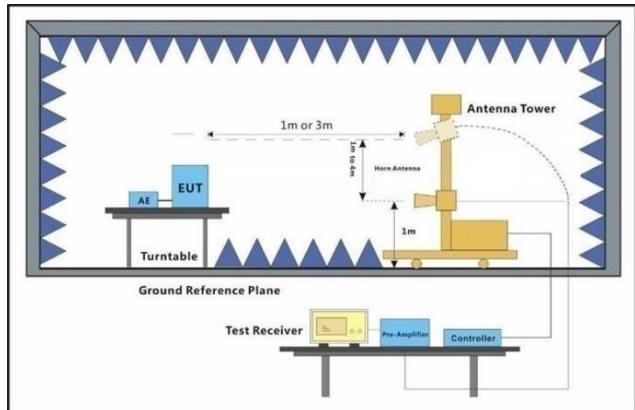 Antenna Tower
1m or 3m
1m to 4m
Horn Antenna
EUT
AE
1m
Turntable
Ground Reference Plane
Test Receiver
Pre-Amplifier
Controller